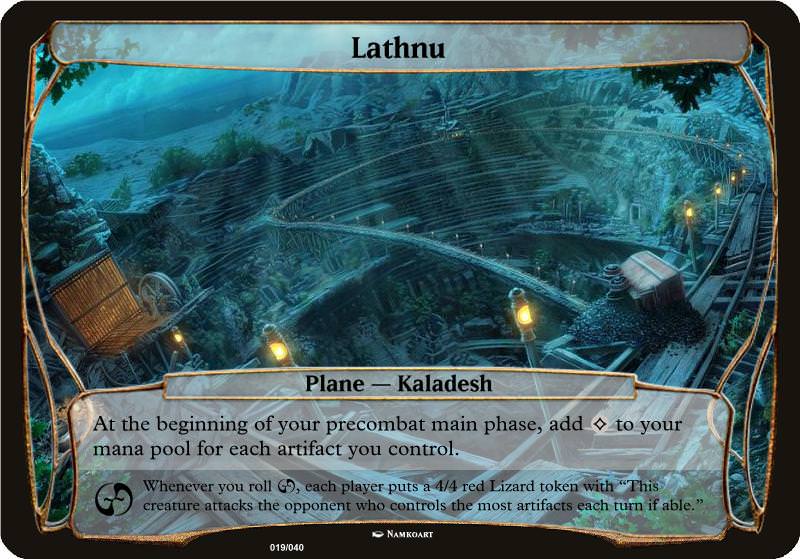 Lathnu
Plane — Kaladesh
At the beginning of your precombat main phase, add to your
mana pool for each artifact you control.
Whenever you roll , each player puts a 4/4 red Lizard token with “This
creature attacks the opponent who controls the most artifacts each turn if able.”
Namkoart
019/040